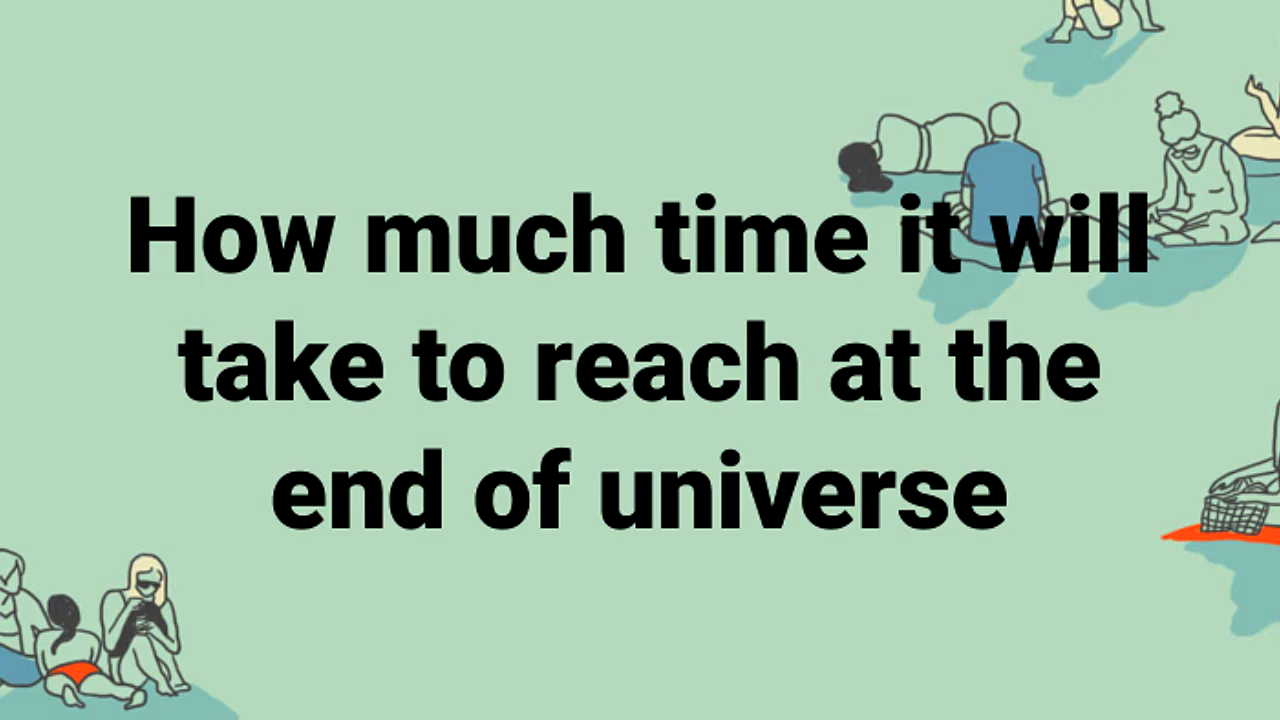 How much time it will
take to reach at the
end of universe